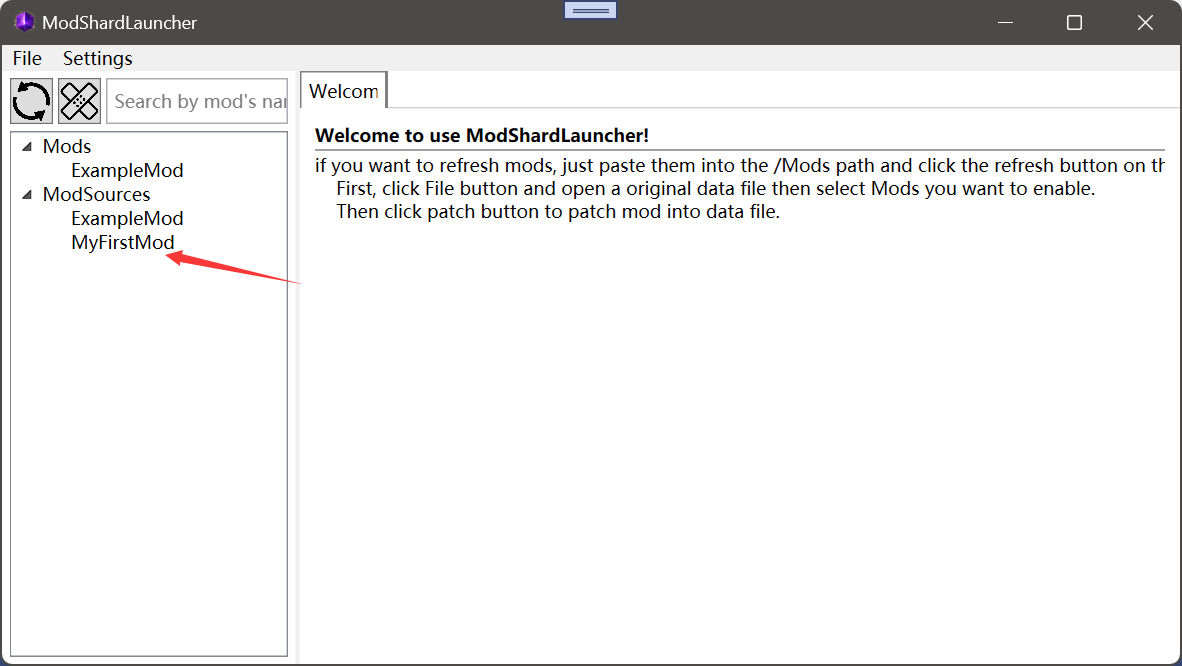 ModShardLauncher
File Settings
Search by mod's nar
Mods
ExampleMod
ModSources
ExampleMod
MyFirstMod
Welcom
Welcome to use ModShardLauncher!
if you want to refresh mods, just paste them into the /Mods path and click the refresh button on th
First, click File button and open a original data file then select Mods you want to enable.
Then click patch button to patch mod into data file.